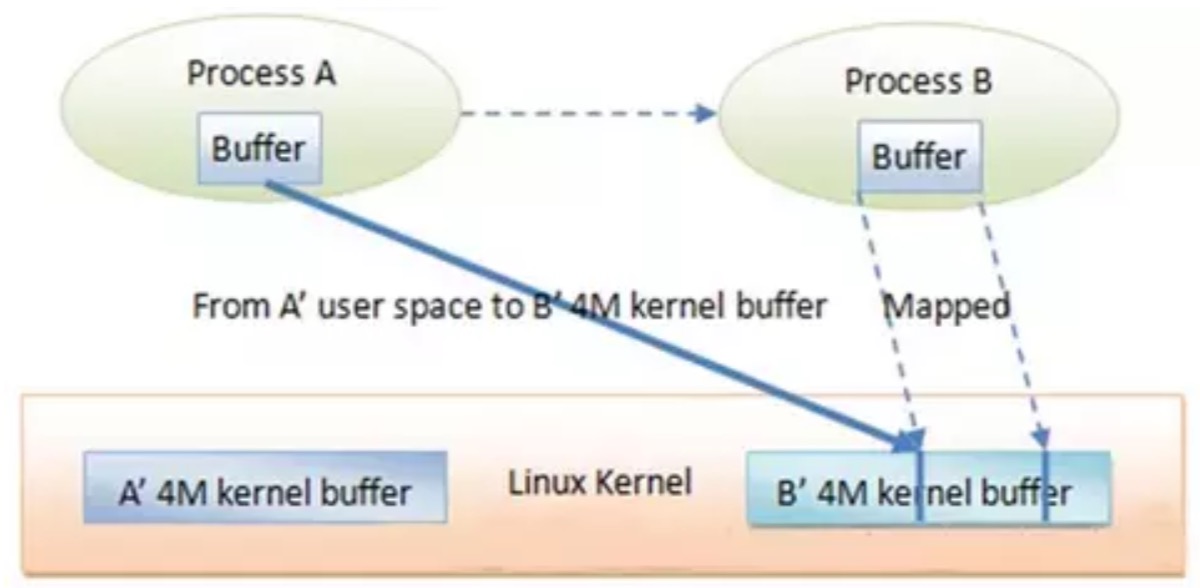 Process A
Process B
Buffer
Buffer
From A’ user space to B’ 4M kernel buffer
Mapped
A’ 4M kernel buffer
Linux Kernel
B’ 4M kernel buffer